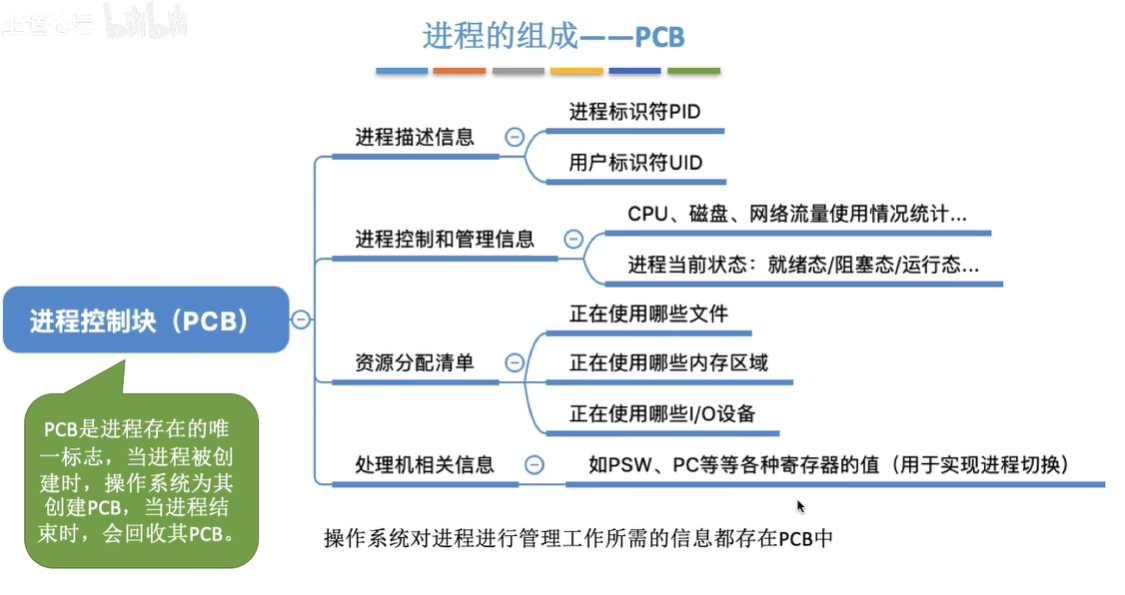 bilibili
进程的组成——PCB
进程描述信息
进程标识符PID
用户标识符UID
进程控制和管理信息
CPU、磁盘、网络流量使用情况统计...
进程当前状态：就绪态/阻塞态/运行态...
进程控制块（PCB）
资源分配清单
正在使用哪些文件
正在使用哪些内存区域
正在使用哪些I/O设备
处理机相关信息
如PSW、PC等等各种寄存器的值（用于实现进程切换）
PCB是进程存在的唯
一标志，当进程被创
建时，操作系统为其
创建PCB，当进程结
束时，会回收其PCB。
操作系统对进程进行管理工作所需的信息都存在PCB中